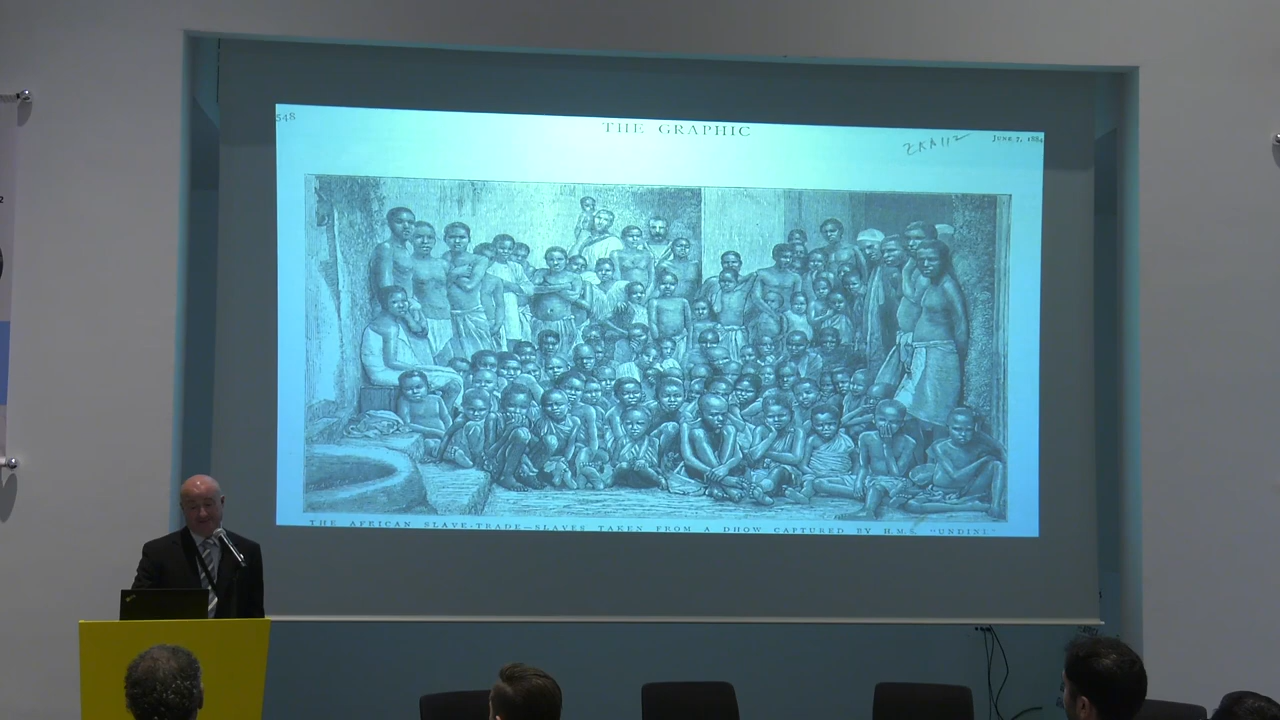 548
THE GRAPHIC
JUNE 7, 1884
THE AFRICAN SLAVE-TRADE—SLAVES TAKEN FROM A DHOW CAPTURED BY H.M.S. "UNDINE"